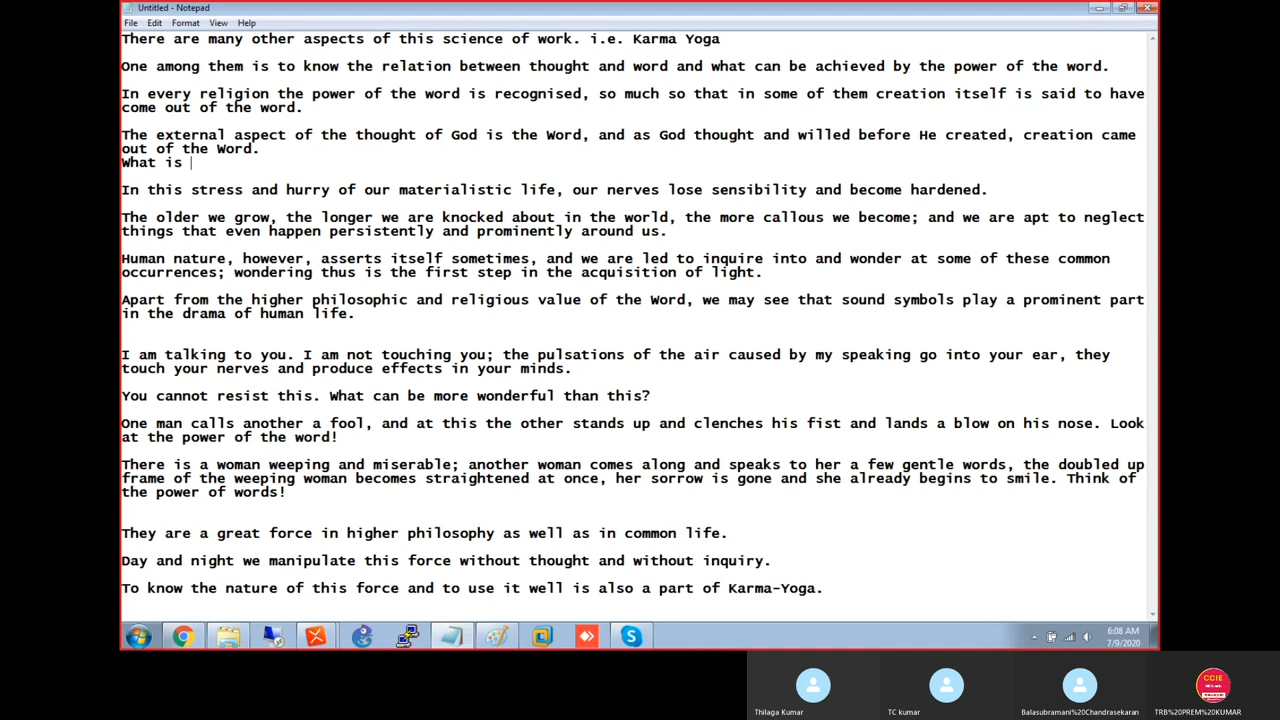 Untitled - Notepad
File Edit Format View Help
There are many other aspects of this science of work. i.e. Karma Yoga
One among them is to know the relation between thought and word and what can be achieved by the power of the word.
In every religion the power of the word is recognised, so much so that in some of them creation itself is said to have
come out of the word.
The external aspect of the thought of God is the Word, and as God thought and willed before He created, creation came
out of the Word.
What is
In this stress and hurry of our materialistic life, our nerves lose sensibility and become hardened.
The older we grow, the longer we are knocked about in the world, the more callous we become; and we are apt to neglect
things that even happen persistently and prominently around us.
Human nature, however, asserts itself sometimes, and we are led to inquire into and wonder at some of these common
occurrences; wondering thus is the first step in the acquisition of light.
Apart from the higher philosophic and religious value of the Word, we may see that sound symbols play a prominent part
in the drama of human life.
I am talking to you. I am not touching you; the pulsations of the air caused by my speaking go into your ear, they
touch your nerves and produce effects in your minds.
You cannot resist this. What can be more wonderful than this?
One man calls another a fool, and at this the other stands up and clenches his fist and lands a blow on his nose. Look
at the power of the word!
There is a woman weeping and miserable; another woman comes along and speaks to her a few gentle words, the doubled up
frame of the weeping woman becomes straightened at once, her sorrow is gone and she already begins to smile. Think of
the power of words!
They are a great force in higher philosophy as well as in common life.
Day and night we manipulate this force without thought and without inquiry.
To know the nature of this force and to use it well is also a part of Karma-Yoga.
6:08 AM
7/9/2020
CCIE
Thilaga Kumar TC kumar Balasubramani%20Chandrasekaran TRB%20PREM%20KUMAR